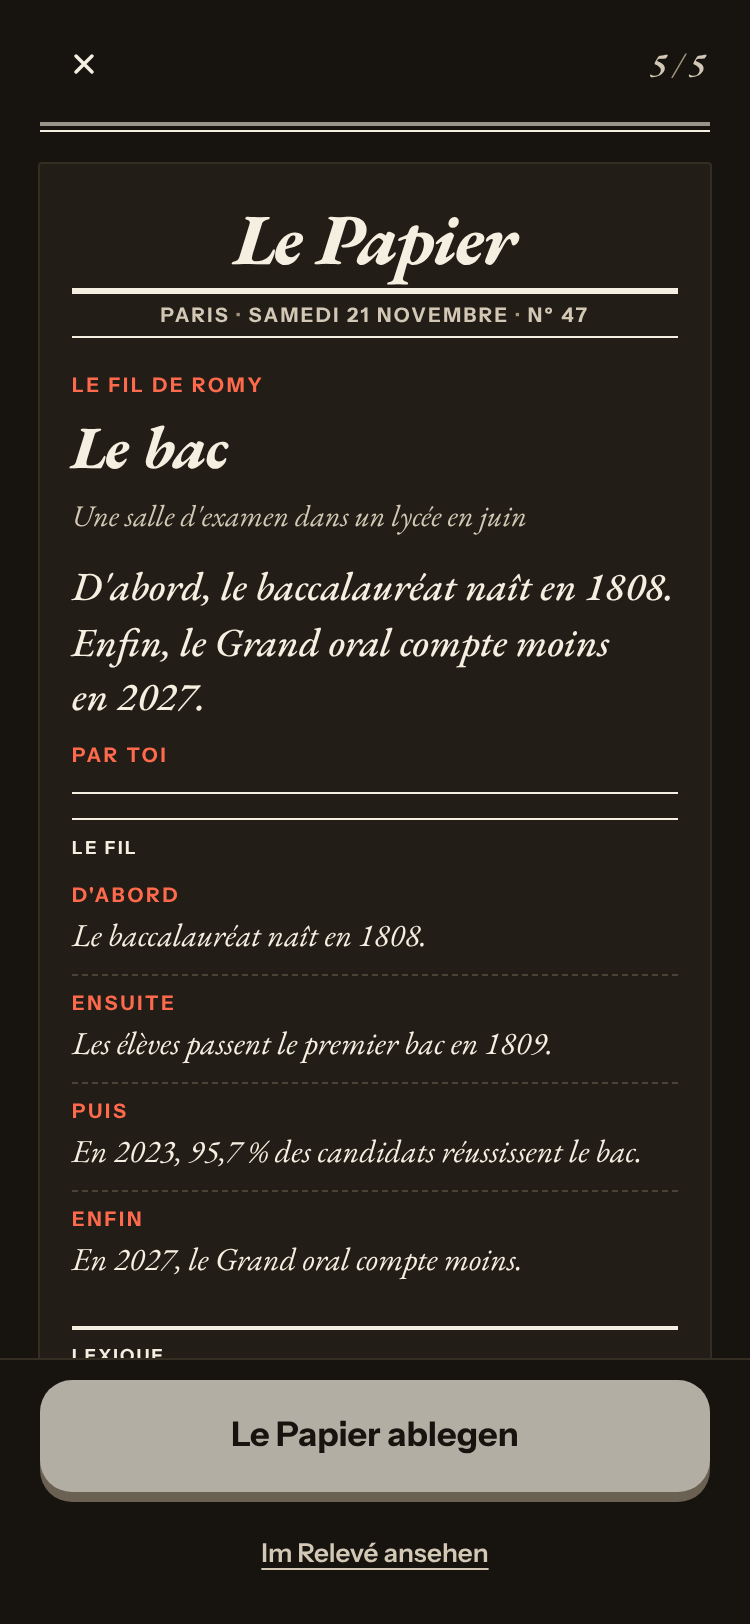 5/5
Le Papier
PARIS · SAMEDI 21 NOVEMBRE · N° 47
LE FIL DE ROMY
Le bac
Une salle d'examen dans un lycée en juin
D'abord, le baccalauréat naît en 1808.
Enfin, le Grand oral compte moins
en 2027.
PAR TOI
LE FIL
D'ABORD
Le baccalauréat naît en 1808.
ENSUITE
Les élèves passent le premier bac en 1809.
PUIS
En 2023, 95,7 % des candidats réussissent le bac.
ENFIN
En 2027, le Grand oral compte moins.
LEXIQUE
Le Papier ablegen
Im Relevé ansehen